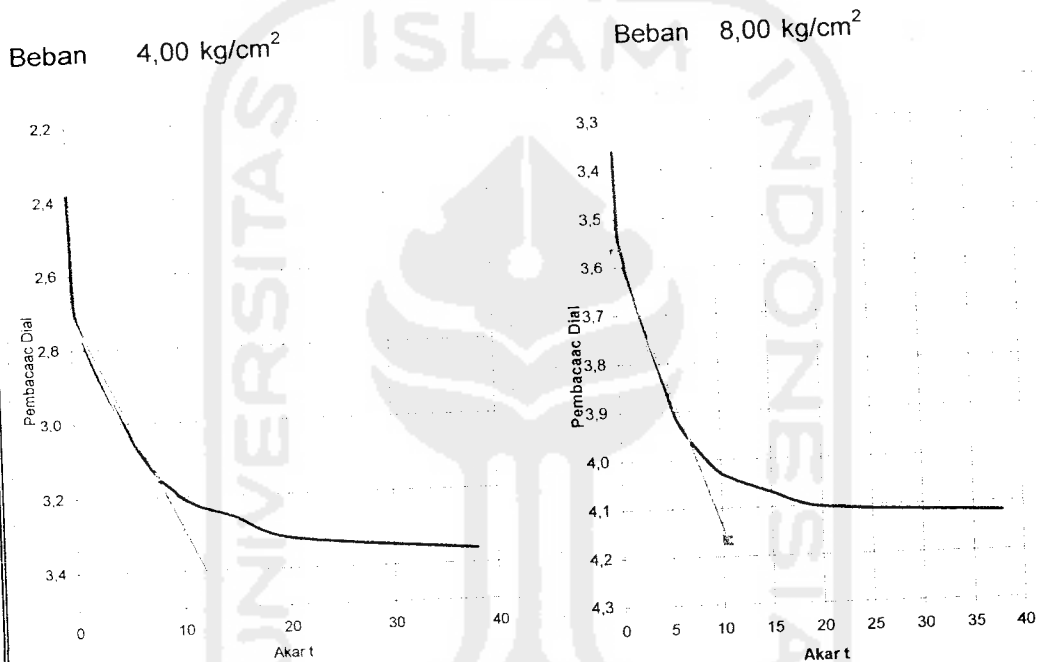 Beban 4,00 kg/cm²
2,2
2,4
2,6
2,8
3,0
3,2
3,4
Pembacaac Dial
0 10 20 30 40
Akar t
Beban 8,00 kg/cm²
3,3
3,4
3,5
3,6
3,7
3,8
3,9
4,0
4,1
4,2
4,3
Pembacaac Dial
0 5 10 15 20 25 30 35 40
Akar t
UNIVERSITAS
ISLAM
INDONESIA